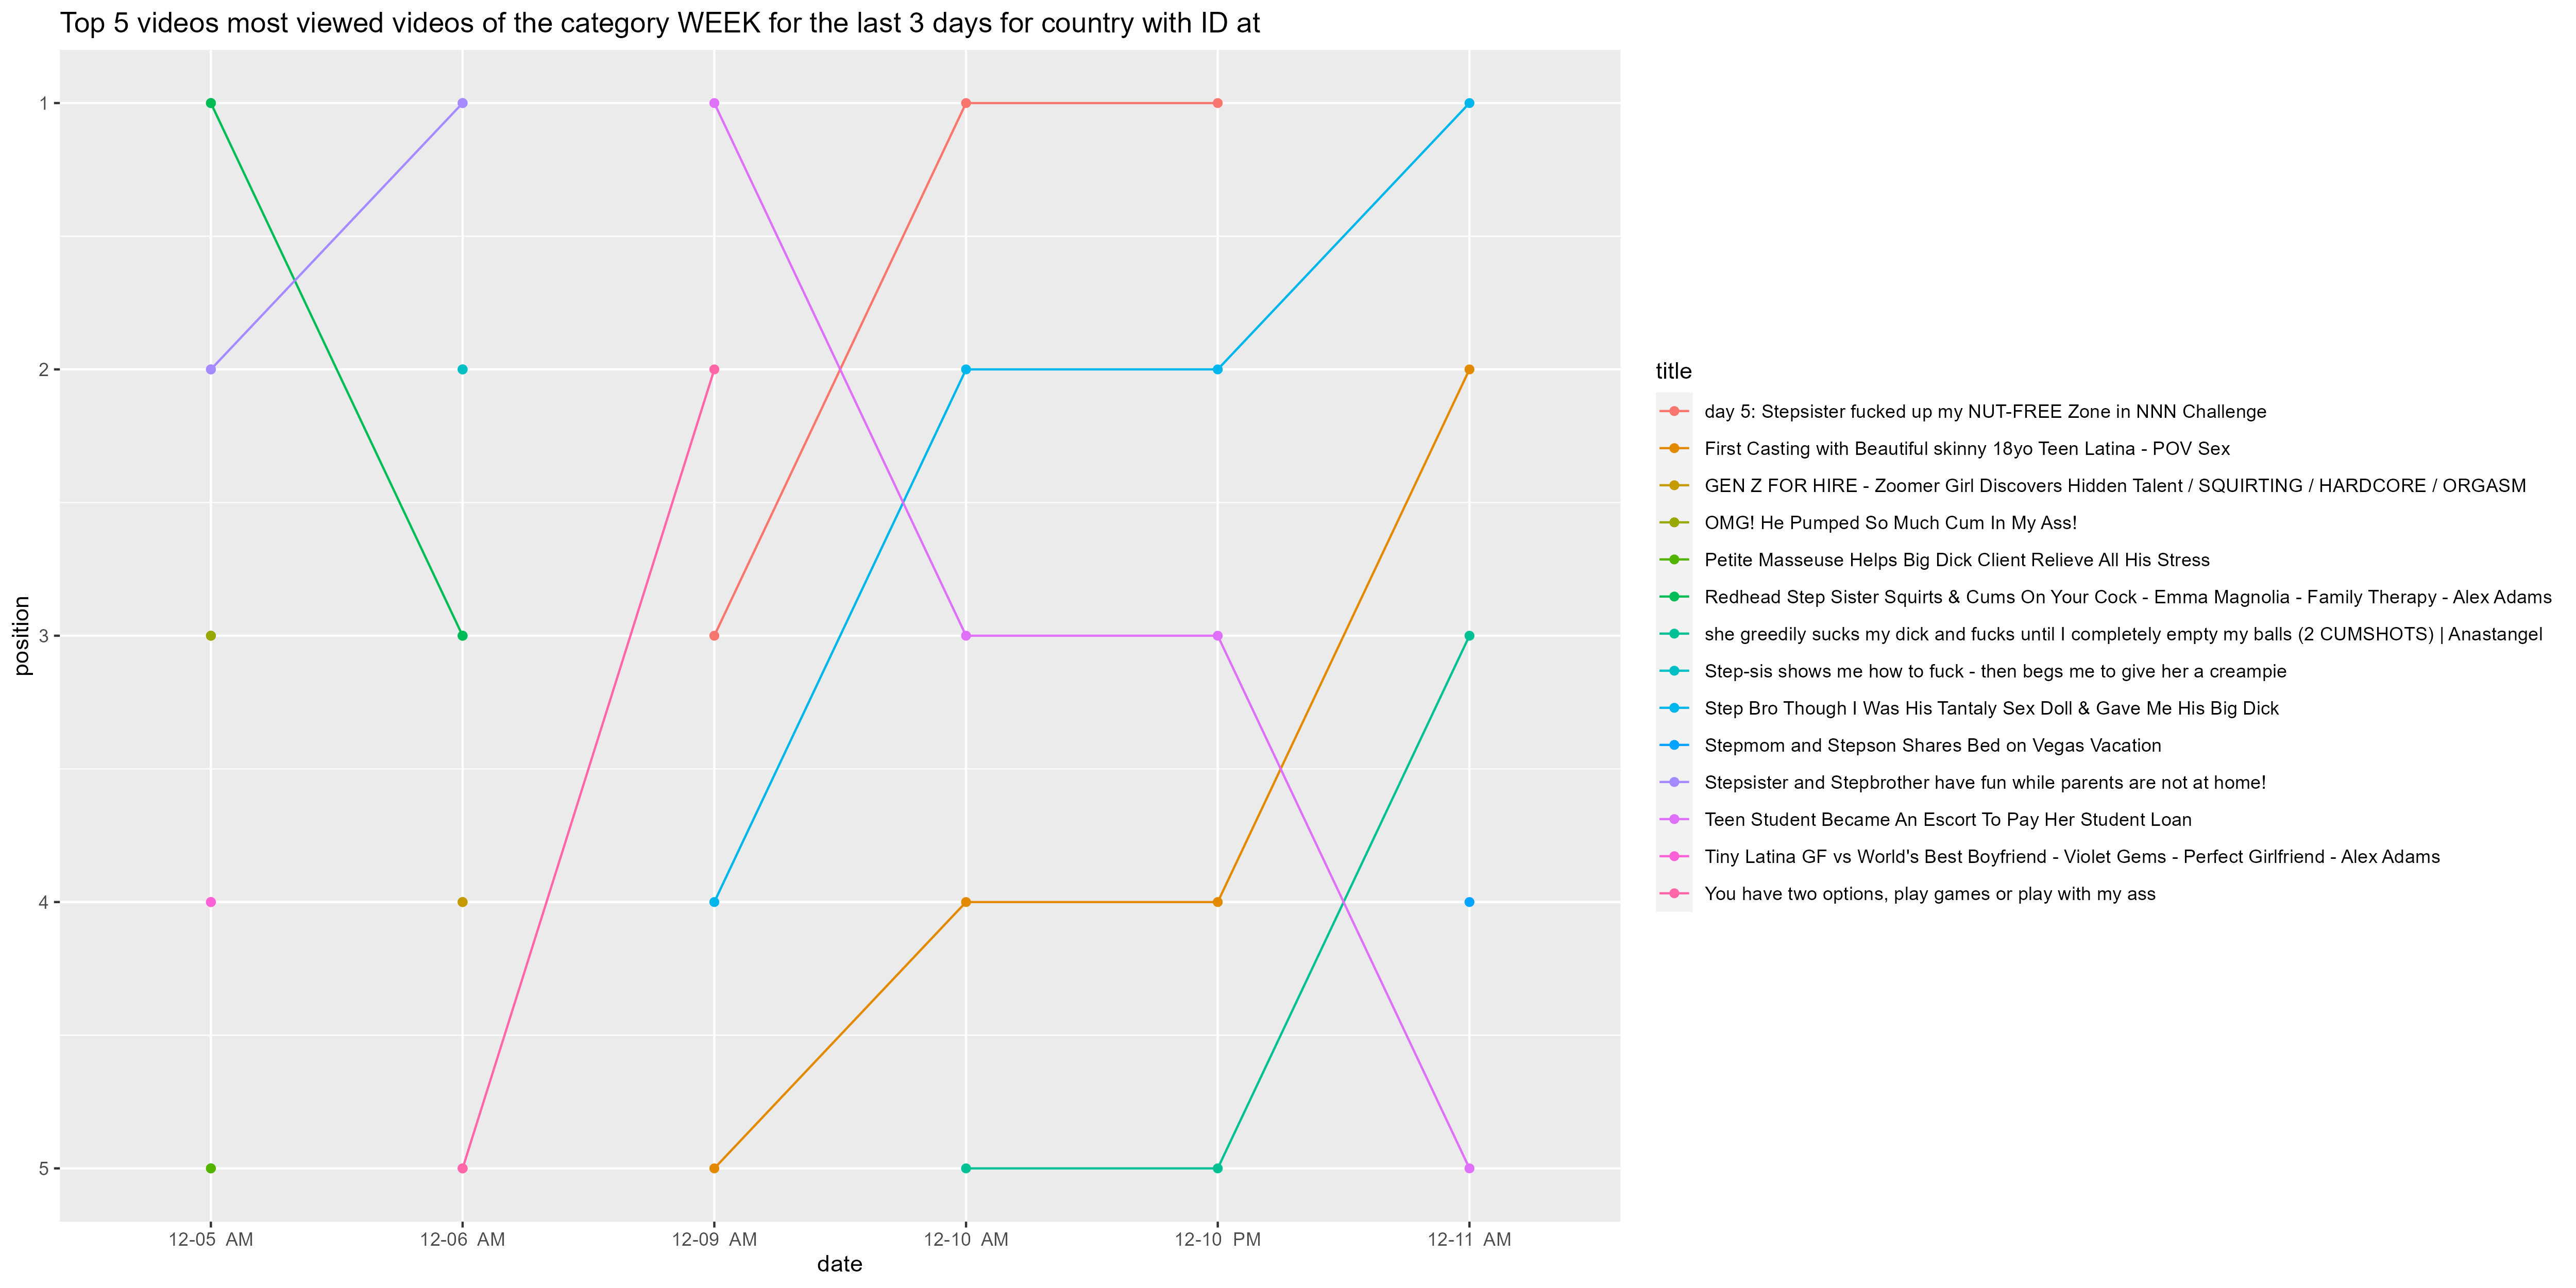 Top 5 videos most viewed videos of the category WEEK for the last 3 days for country with ID at
position
1
2
3
4
5
12-05 AM
12-06 AM
12-09 AM
12-10 AM
12-10 PM
12-11 AM
date
title
day 5: Stepsister fucked up my NUT-FREE Zone in NNN Challenge
First Casting with Beautiful skinny 18yo Teen Latina - POV Sex
GEN Z FOR HIRE - Zoomer Girl Discovers Hidden Talent / SQUIRTING / HARDCORE / ORGASM
OMG! He Pumped So Much Cum In My Ass!
Petite Masseuse Helps Big Dick Client Relieve All His Stress
Redhead Step Sister Squirts & Cums On Your Cock - Emma Magnolia - Family Therapy - Alex Adams
she greedily sucks my dick and fucks until I completely empty my balls (2 CUMSHOTS) | Anastangel
Step-sis shows me how to fuck - then begs me to give her a creampie
Step Bro Though I Was His Tantaly Sex Doll & Gave Me His Big Dick
Stepmom and Stepson Shares Bed on Vegas Vacation
Stepsister and Stepbrother have fun while parents are not at home!
Teen Student Became An Escort To Pay Her Student Loan
Tiny Latina GF vs World's Best Boyfriend - Violet Gems - Perfect Girlfriend - Alex Adams
You have two options, play games or play with my ass